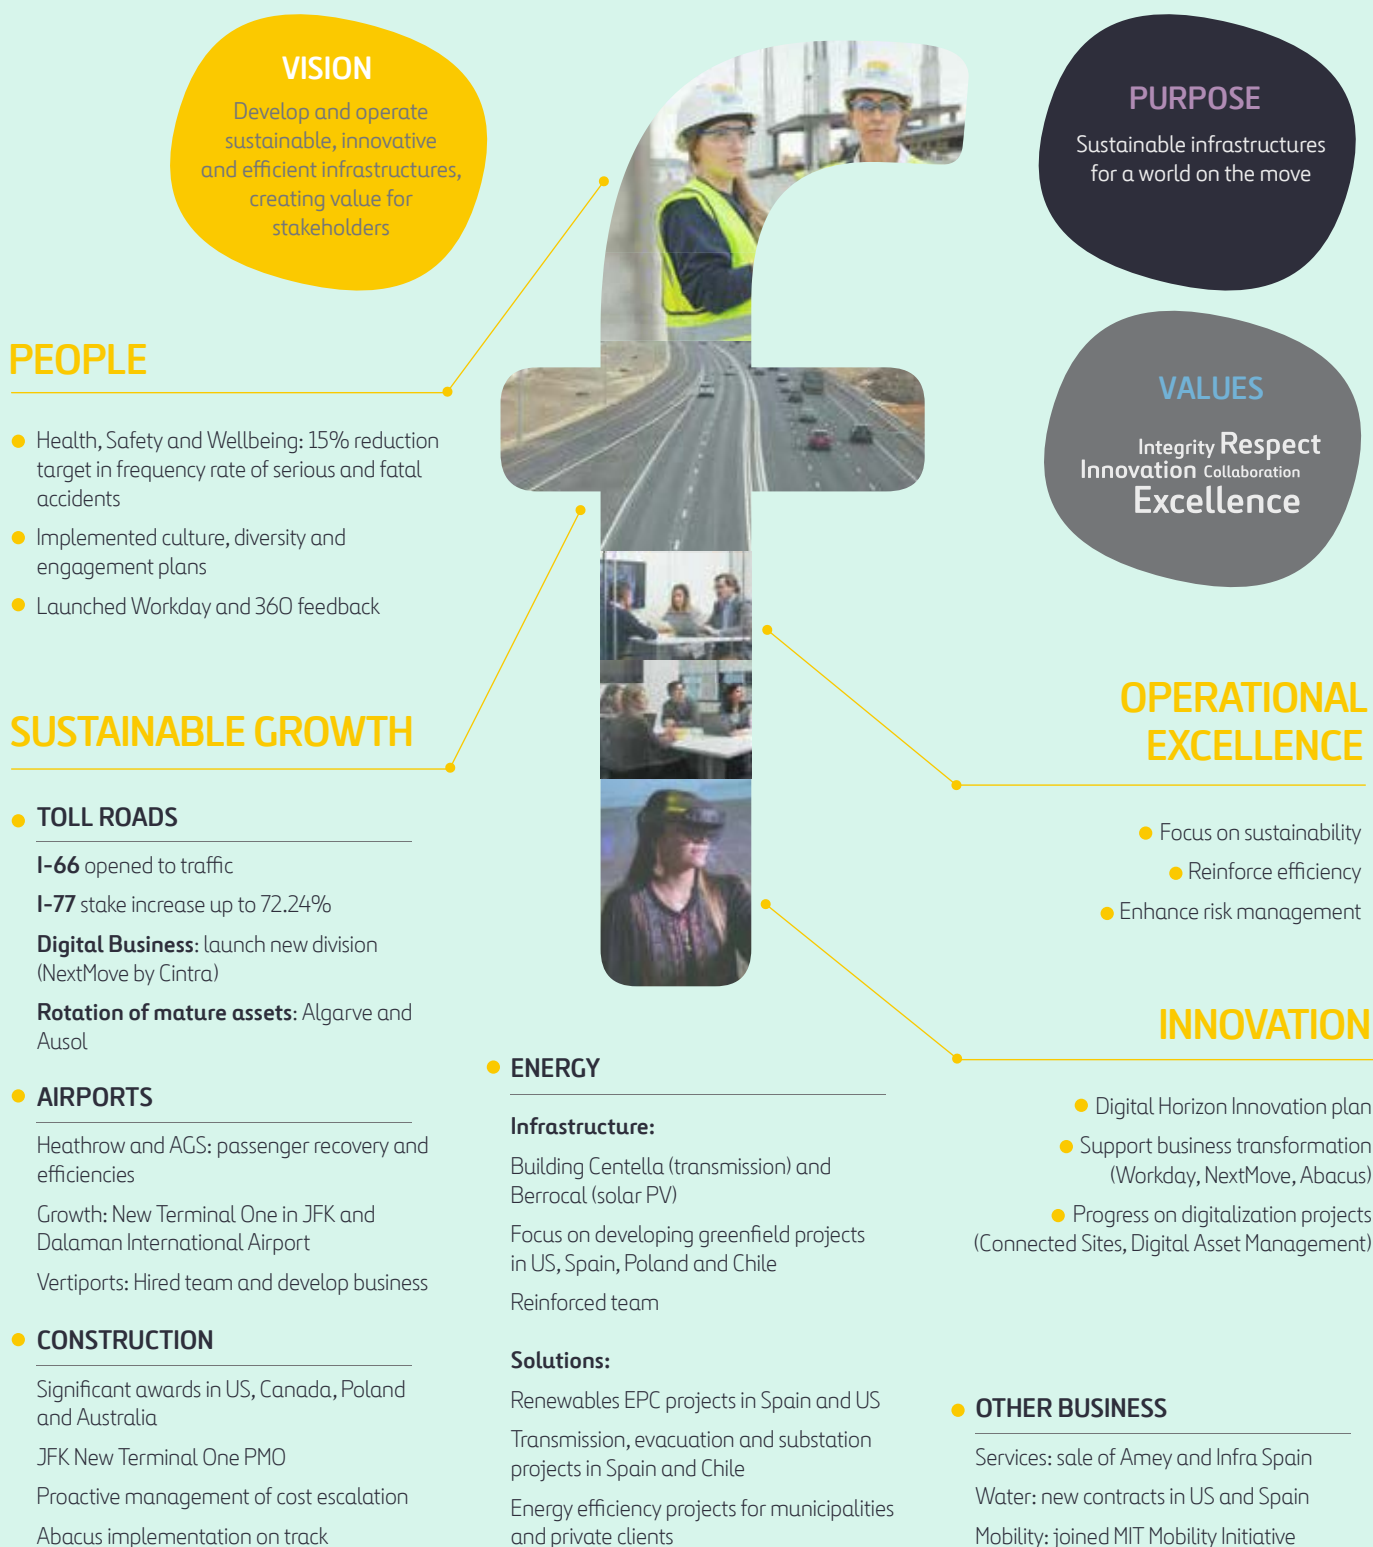 VISION
Develop and operate
sustainable, innovative
and efficient infrastructures,
creating value for
stakeholders
PURPOSE
Sustainable infrastructures
for a world on the move
VALUES
Integrity Respect
Innovation Collaboration
Excellence
PEOPLE
Health, Safety and Wellbeing: 15% reduction
target in frequency rate of serious and fatal
accidents
Implemented culture, diversity and
engagement plans
Launched Workday and 360 feedback
SUSTAINABLE GROWTH
TOLL ROADS
I-66 opened to traffic
I-77 stake increase up to 72.24%
Digital Business: launch new division
(NextMove by Cintra)
Rotation of mature assets: Algarve and
Ausol
AIRPORTS
Heathrow and AGS: passenger recovery and
efficiencies
Growth: New Terminal One in JFK and
Dalaman International Airport
Vertiports: Hired team and develop business
CONSTRUCTION
Significant awards in US, Canada, Poland
and Australia
JFK New Terminal One PMO
Proactive management of cost escalation
Abacus implementation on track
ENERGY
Infrastructure:
Building Centella (transmission) and
Berrocal (solar PV)
Focus on developing greenfield projects
in US, Spain, Poland and Chile
Reinforced team
Solutions:
Renewables EPC projects in Spain and US
Transmission, evacuation and substation
projects in Spain and Chile
Energy efficiency projects for municipalities
and private clients
OPERATIONAL
EXCELLENCE
Focus on sustainability
Reinforce efficiency
Enhance risk management
INNOVATION
Digital Horizon Innovation plan
Support business transformation
(Workday, NextMove, Abacus)
Progress on digitalization projects
(Connected Sites, Digital Asset Management)
OTHER BUSINESS
Services: sale of Amey and Infra Spain
Water: new contracts in US and Spain
Mobility: joined MIT Mobility Initiative